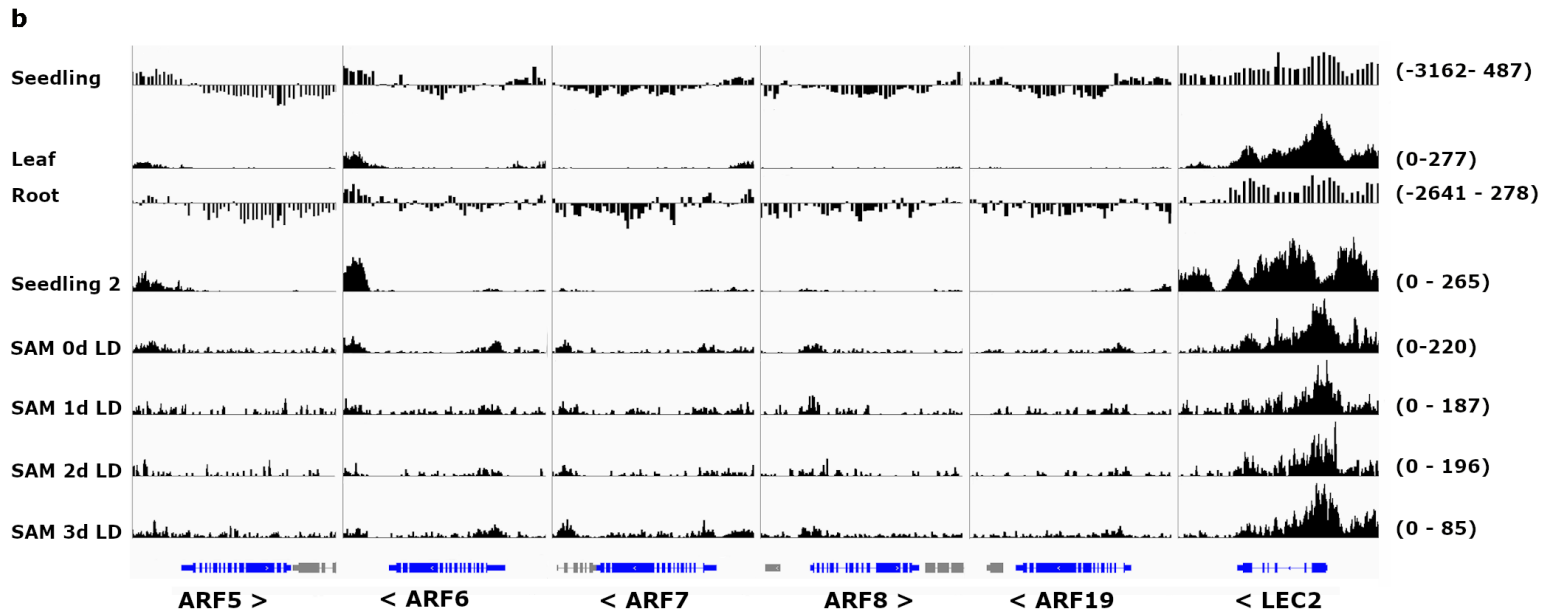 b
Seedling (-3162- 487)
Leaf (0-277)
Root (-2641 - 278)
Seedling 2 (0 - 265)
SAM 0d LD (0-220)
SAM 1d LD (0 - 187)
SAM 2d LD (0 - 196)
SAM 3d LD (0 - 85)
ARF5 > < ARF6 < ARF7 ARF8 > < ARF19 < LEC2